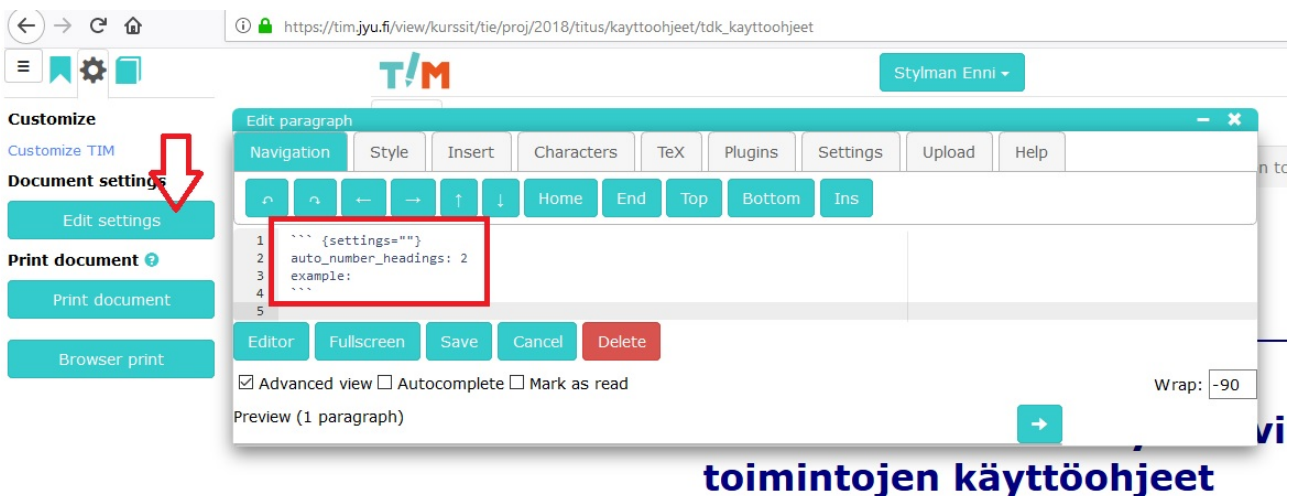 https://tim.jyu.fi/view/kurssit/tie/proj/2018/titus/kayttoohjeet/tdk_kayttoohjeet
TIM
Stylman Enni
Customize
Customize TIM
Document settings
Edit settings
Print document
Print document
Browser print
Edit paragraph
Navigation Style Insert Characters TeX Plugins Settings Upload Help
Home End Top Bottom Ins
1 ``` {settings=""}
2 auto_number_headings: 2
3 example:
4 ```
5
Editor Fullscreen Save Cancel Delete
Advanced view Autocomplete Mark as read
Wrap: -90
Preview (1 paragraph)
n to
vi
toimintojen käyttöohjeet